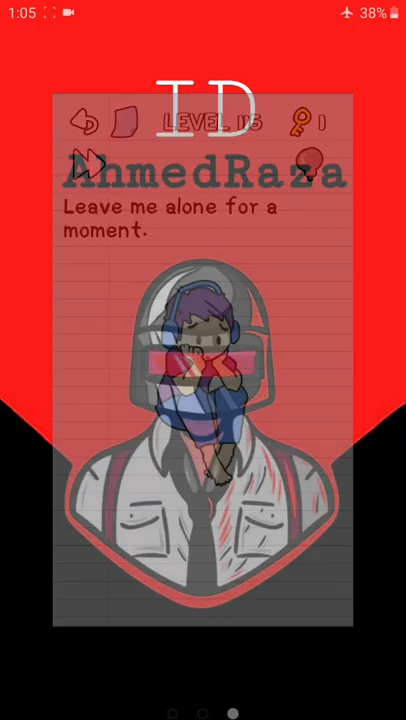 1:05
38%
ID
LEVEL 115
1
AhmedRaza
Leave me alone for a
moment.